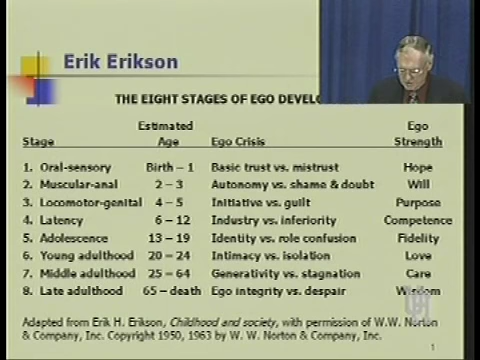 Erik Erikson
THE EIGHT STAGES OF EGO
Estimated Ego
Stage Age Ego Crisis Strength
1. Oral-sensory Birth – 1 Basic trust vs. mistrust Hope
2. Muscular-anal 2 – 3 Autonomy vs. shame & doubt Will
3. Locomotor-genital 4 – 5 Initiative vs. guilt Purpose
4. Latency 6 – 12 Industry vs. inferiority Competence
5. Adolescence 13 – 19 Identity vs. role confusion Fidelity
6. Young adulthood 20 – 24 Intimacy vs. isolation Love
7. Middle adulthood 25 – 64 Generativity vs. stagnation Care
8. Late adulthood 65 – death Ego integrity vs. despair Wisdom
Adapted from Erik H. Erikson, Childhood and society, with permission of W.W. Norton
& Company, Inc. Copyright 1950, 1963 by W. W. Norton & Company, Inc.
1